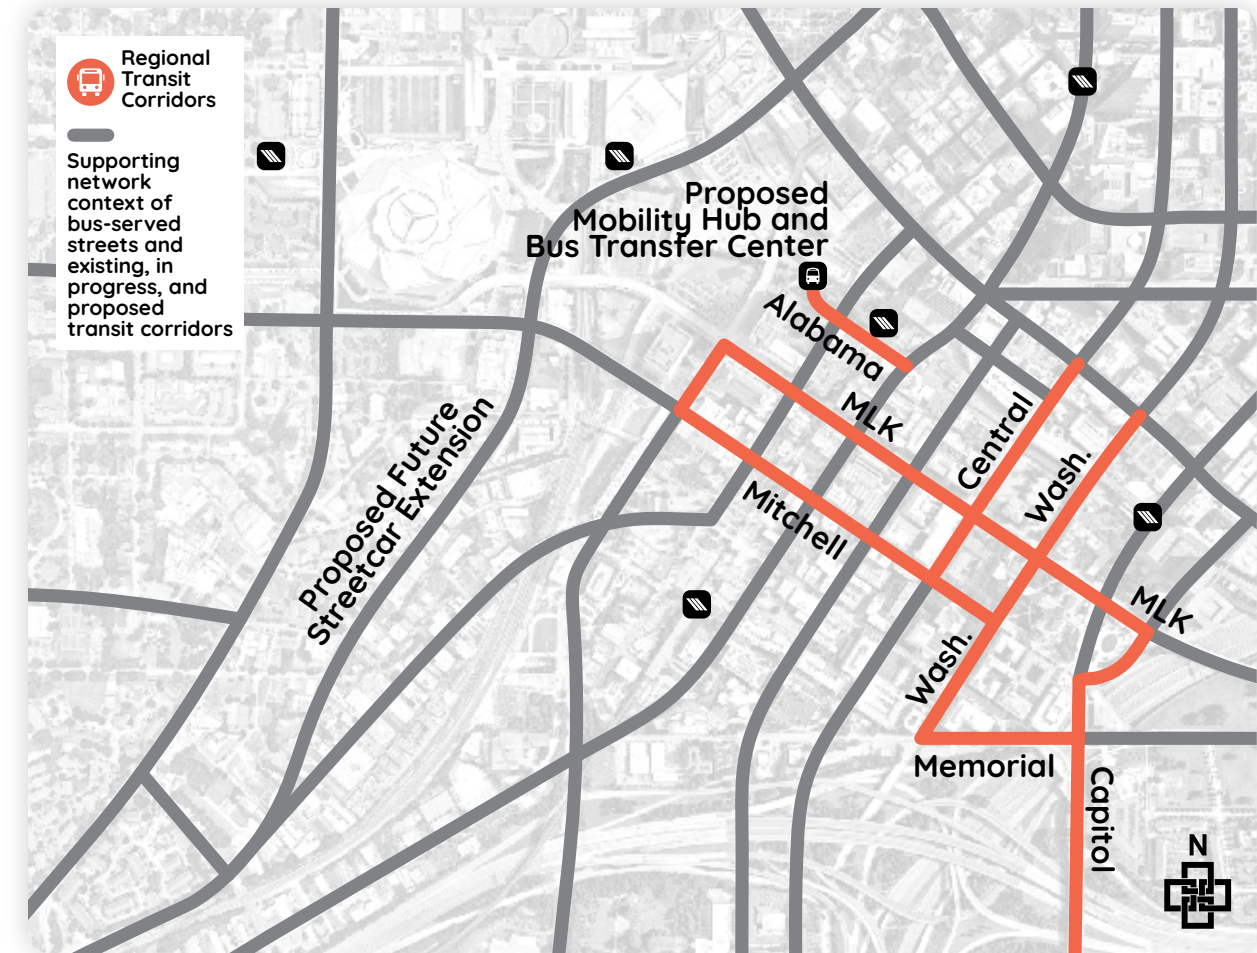 Regional
Transit
Corridors
Supporting
network
context of
bus-served
streets and
existing, in
progress, and
proposed
transit corridors
Proposed
Mobility Hub and
Bus Transfer Center
Alabama
MLK
Central
Wash.
Mitchell
Proposed Future
Streetcar Extension
MLK
Wash.
Memorial
Capitol
N